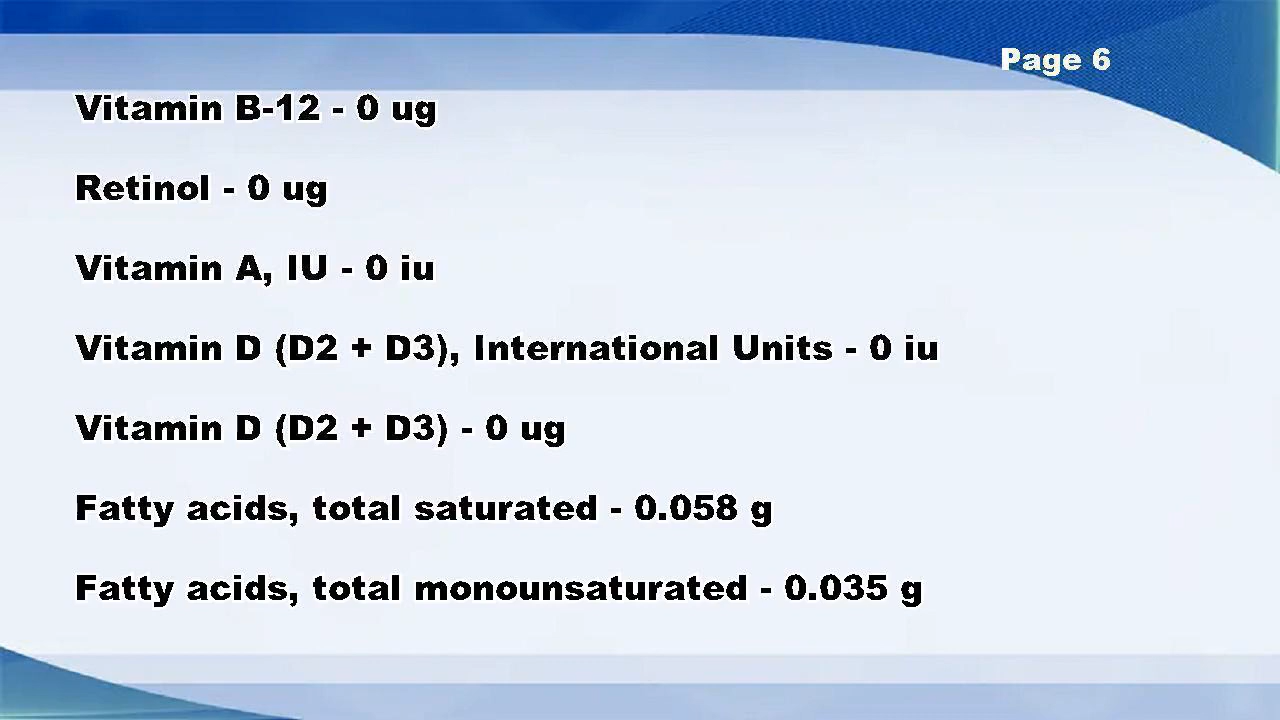 Page 6
Vitamin B-12 - 0 ug
Retinol - 0 ug
Vitamin A, IU - 0 iu
Vitamin D (D2 + D3), International Units - 0 iu
Vitamin D (D2 + D3) - 0 ug
Fatty acids, total saturated - 0.058 g
Fatty acids, total monounsaturated - 0.035 g